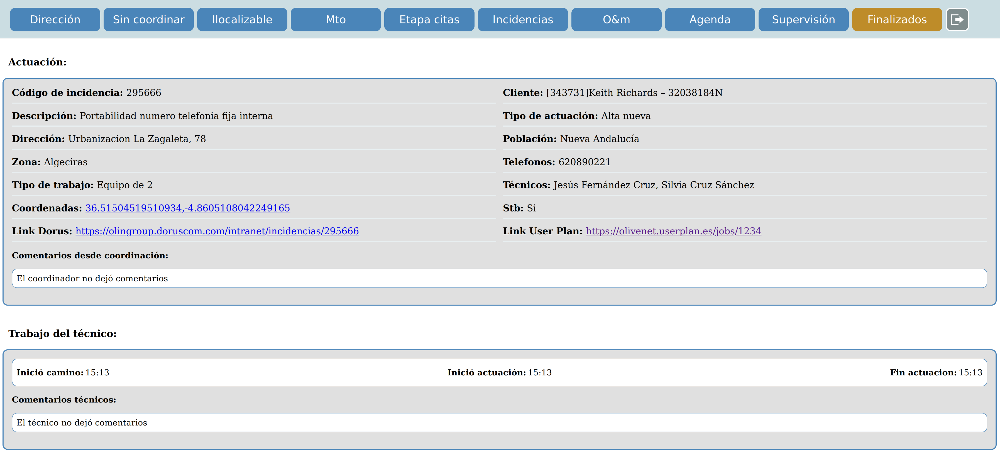 Dirección Sin coordinar Ilocalizable Mto Etapa citas Incidencias O&m Agenda Supervisión Finalizados
Actuación:
Código de incidencia: 295666
Cliente: [343731]Keith Richards – 32038184N
Descripción: Portabilidad numero telefonia fija interna
Tipo de actuación: Alta nueva
Dirección: Urbanizacion La Zagaleta, 78
Población: Nueva Andalucía
Zona: Algeciras
Telefonos: 620890221
Tipo de trabajo: Equipo de 2
Técnicos: Jesús Fernández Cruz, Silvia Cruz Sánchez
Coordenadas: 36.51504519510934,-4.8605108042249165
Stb: Si
Link Dorus: https://olingroup.doruscom.com/intranet/incidencias/295666
Link User Plan: https://olivenet.userplan.es/jobs/1234
Comentarios desde coordinación:
El coordinador no dejó comentarios
Trabajo del técnico:
Inició camino: 15:13 Inició actuación: 15:13 Fin actuacion: 15:13
Comentarios técnicos:
El técnico no dejó comentarios